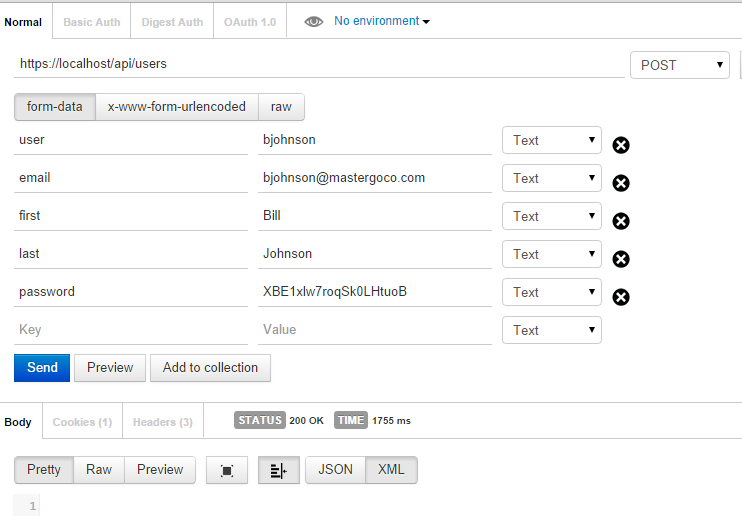 Normal Basic Auth Digest Auth OAuth 1.0 No environment
https://localhost/api/users POST
form-data x-www-form-urlencoded raw
user bjohnson Text
email bjohnson@mastergoco.com Text
first Bill Text
last Johnson Text
password XBE1xlw7roqSk0LHtuoB Text
Key Value Text
Send Preview Add to collection
Body Cookies (1) Headers (3) STATUS 200 OK TIME 1755 ms
Pretty Raw Preview JSON XML
1